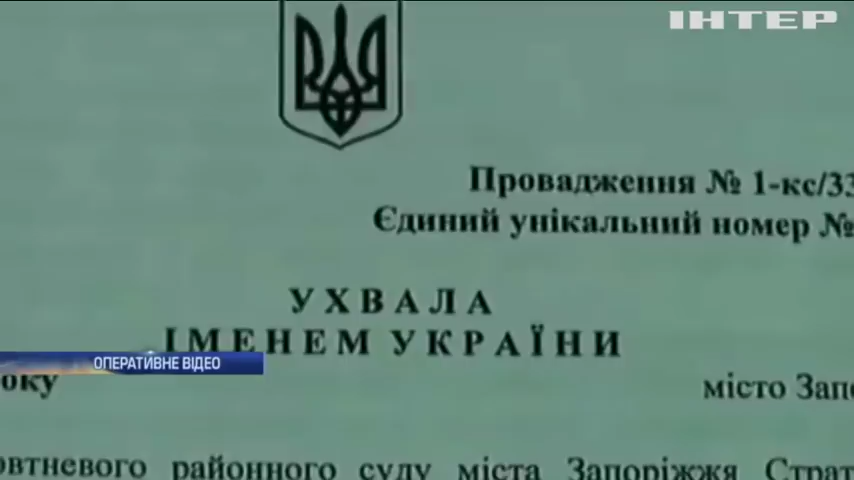 ІНТЕР
Провадження № 1-кс/33
Єдиний унікальний номер №
УХВАЛА
ІМЕНЕМ УКРАЇНИ
ОПЕРАТИВНЕ ВІДЕО
оку
місто Запо
овтневого районного суду міста Запоріжжя Страт